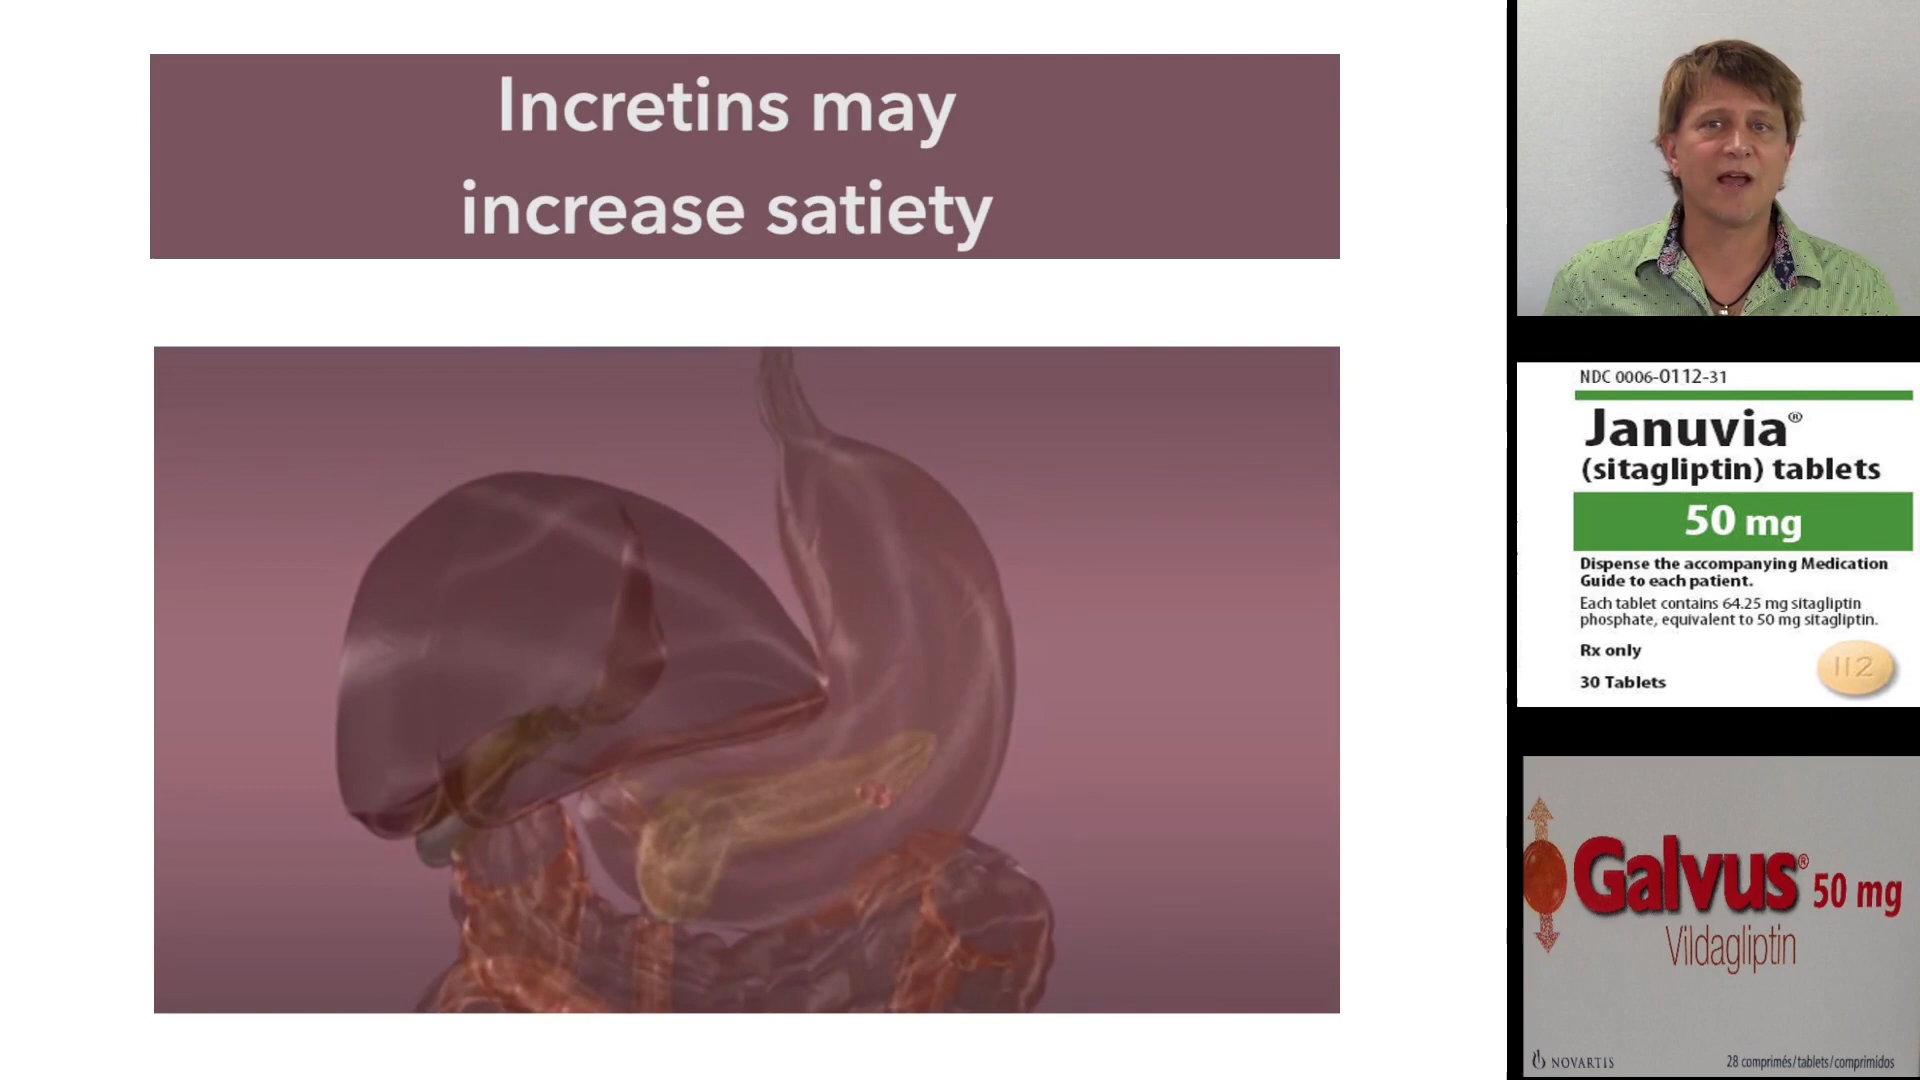 Incretins may
increase satiety
NDC 0006-0112-31
Januvia®
(sitagliptin) tablets
50 mg
Dispense the accompanying Medication
Guide to each patient.
Each tablet contains 64.25 mg sitagliptin
phosphate, equivalent to 50 mg sitagliptin.
Rx only
30 Tablets
112
Galvus® 50 mg
Vildagliptin
NOVARTIS
28 comprimés/tablets/comprimidos